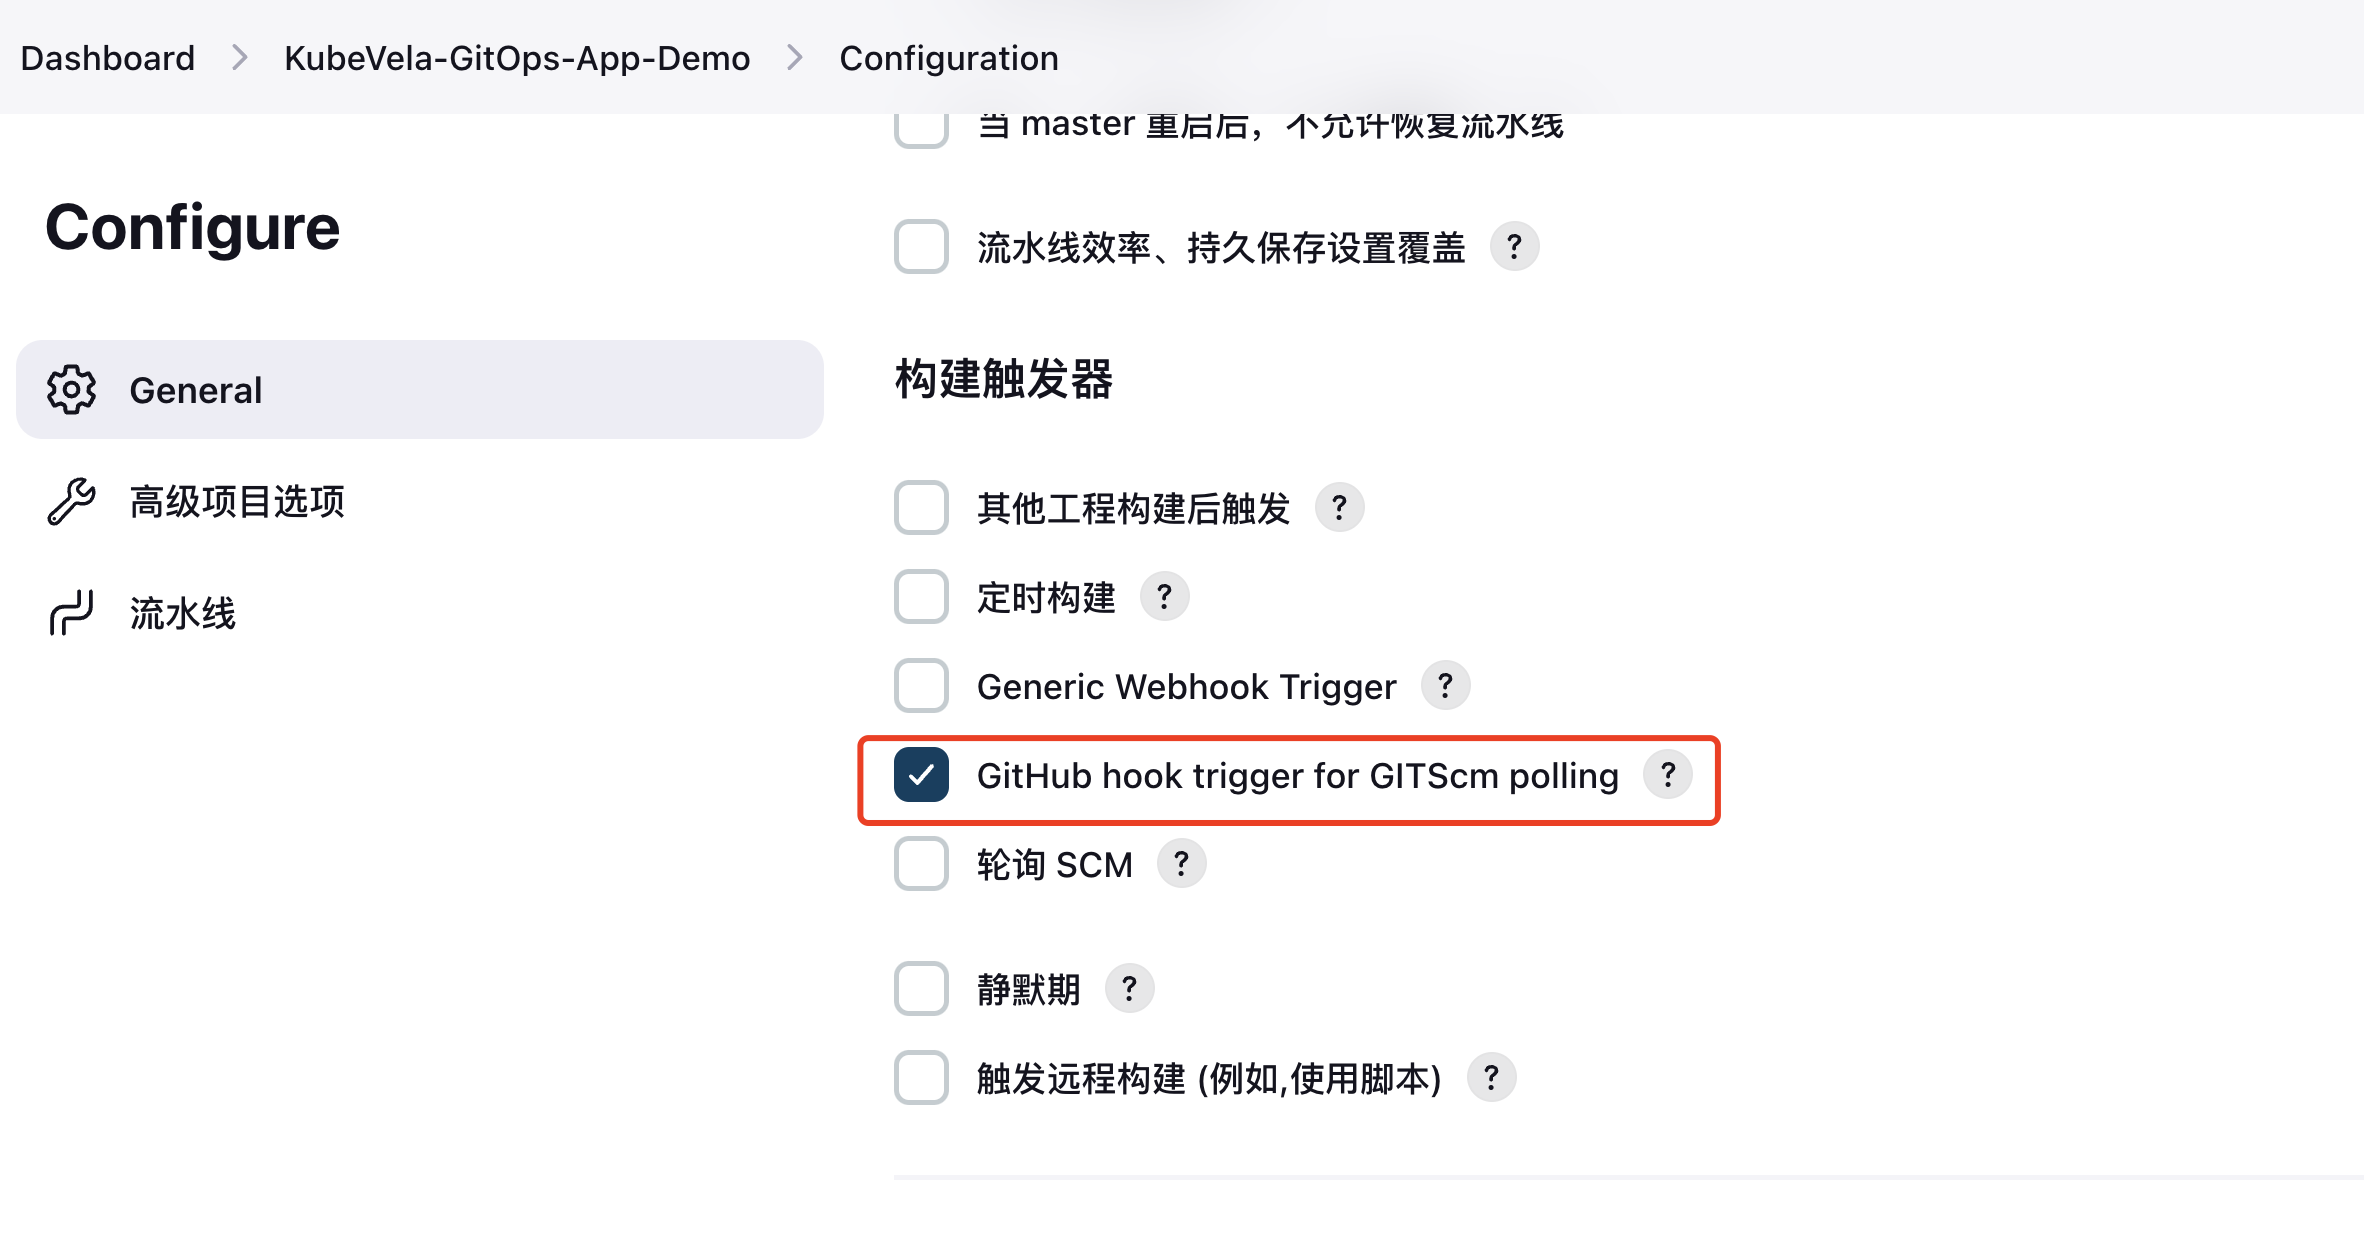 Dashboard > KubeVela-GitOps-App-Demo > Configuration
当 master 重启后，不允许恢复流水线
Configure
流水线效率、持久保存设置覆盖 ?
General
高级项目选项
流水线
构建触发器
其他工程构建后触发 ?
定时构建 ?
Generic Webhook Trigger ?
GitHub hook trigger for GITScm polling ?
轮询 SCM ?
静默期 ?
触发远程构建 (例如,使用脚本) ?